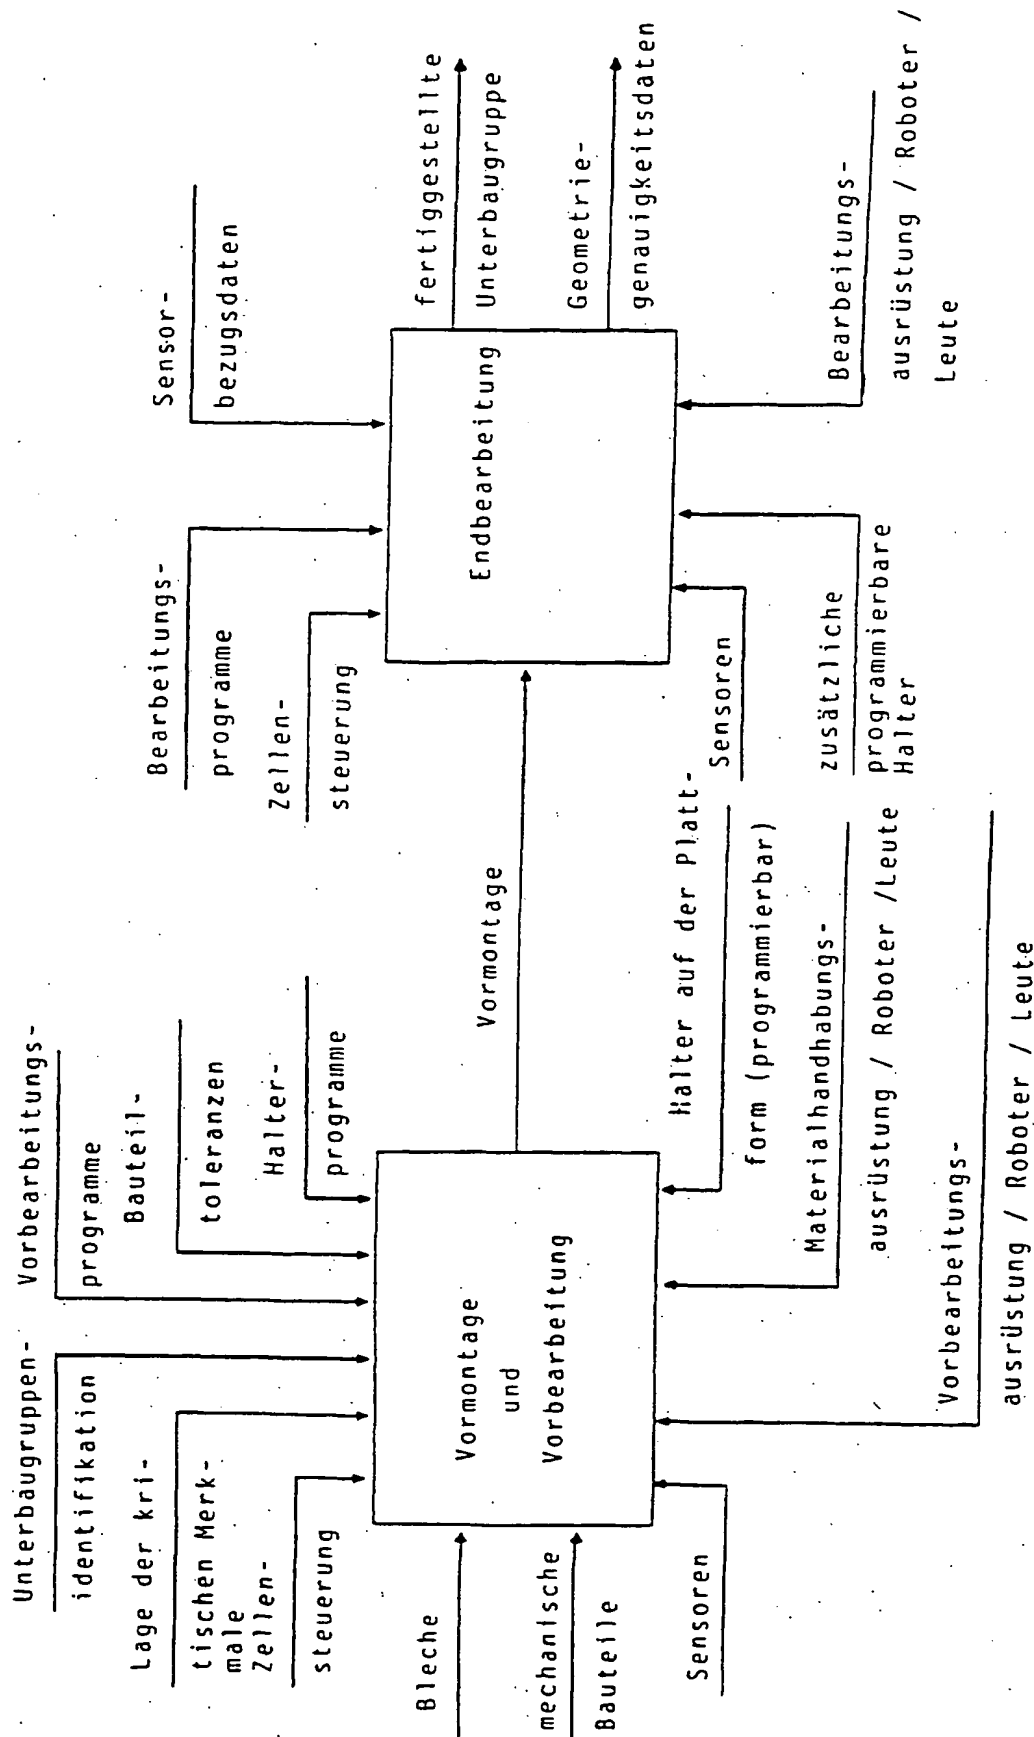 Unterbaugruppen-
identifikation
Lage der kri-
tischen Merk-
male
Zellen-
steuerung
Vorbearbeitungs-
programme
Bauteil-
toleranzen
Halter-
programme
Bleche
mechanische
Bauteile
Vormontage
und
Vorbearbeitung
Sensoren
Vorbearbeitungs-
ausrüstung / Roboter / Leute
Materialhandhabungs-
ausrüstung / Roboter /Leute
Halter auf der Platt-
form (programmierbar)
Vormontage
Bearbeitungs-
programme
Zellen-
steuerung
Sensor-
bezugsdaten
Endbearbeitung
Sensoren
zusätzliche
programmierbare
Halter
Bearbeitungs-
ausrüstung / Roboter /
Leute
fertiggestellte
Unterbaugruppe
Geometrie-
genauigkeitsdaten